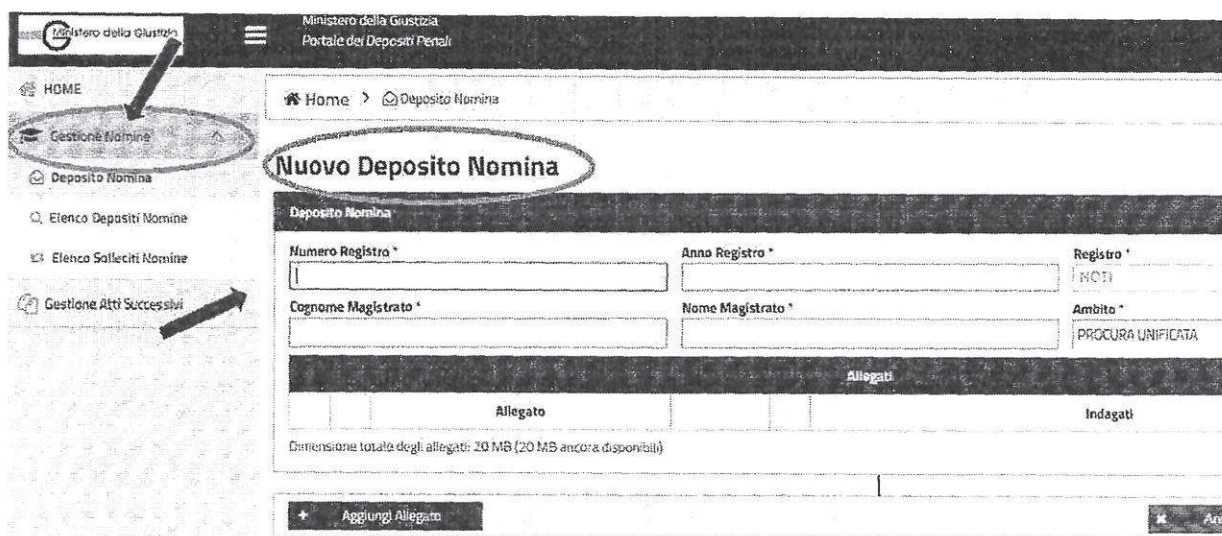 Ministero della Giustizia
Ministero della Giustizia
Portale dei Depositi Penali
HOME
Gestione Nomine
Deposito Nomina
Elenco Depositi Nomine
Elenco Solleciti Nomine
Gestione Atti Successivi
Home > Deposito Nomina
Nuovo Deposito Nomina
Deposito Nomina
Numero Registro * Anno Registro * Registro *
NOTI
Cognome Magistrato * Nome Magistrato * Ambito *
PROCURA UNIFICATA
Allegati
Allegato Indagati
Dimensione totale degli allegati: 20 MB (20 MB ancora disponibili)
+ Aggiungi Allegato